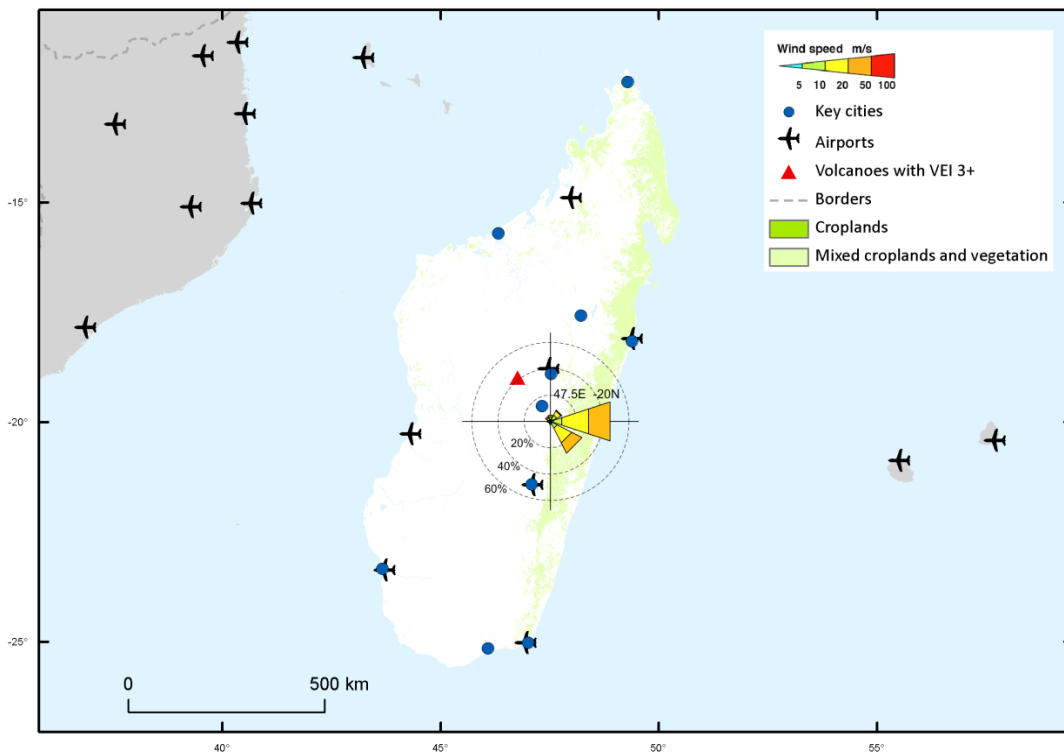 Wind speed m/s
5 10 20 50 100
Key cities
Airports
Volcanoes with VEI 3+
Borders
Croplands
Mixed croplands and vegetation
-15°
-20°
-25°
47.5E -20N
20%
40%
60%
0 500 km
40° 45° 50° 55°